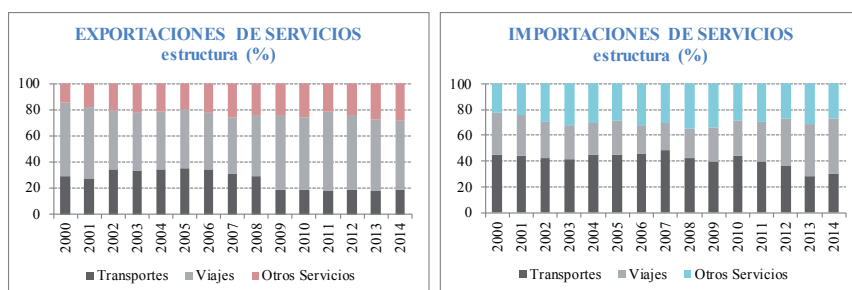 EXPORTACIONES DE SERVICIOS
estructura (%)
100
80
60
40
20
0
2000 2001 2002 2003 2004 2005 2006 2007 2008 2009 2010 2011 2012 2013 2014
Transportes Viajes Otros Servicios
IMPORTACIONES DE SERVICIOS
estructura (%)
100
80
60
40
20
0
2000 2001 2002 2003 2004 2005 2006 2007 2008 2009 2010 2011 2012 2013 2014
Transportes Viajes Otros Servicios